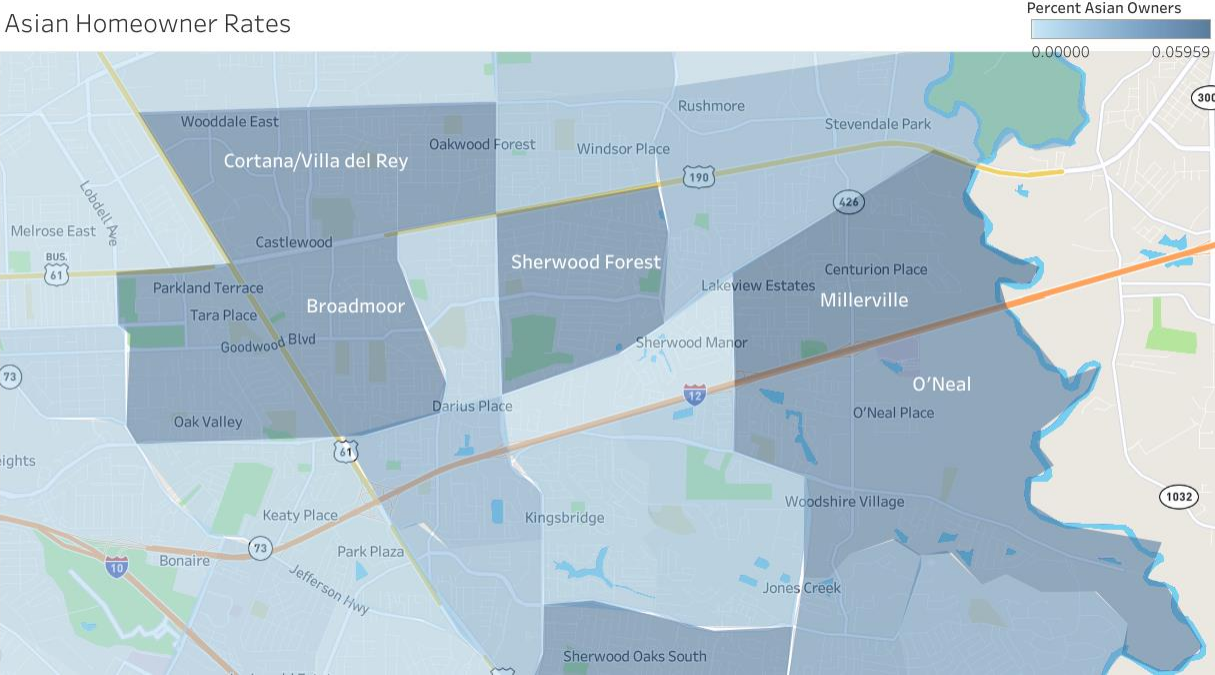 Asian Homeowner Rates
Percent Asian Owners
0.00000
0.05959
300
Rushmore
Wooddale East
Stevendale Park
Oakwood Forest
Windsor Place
Cortana/Villa del Rey
190
Lobdell Ave
426
Melrose East
Castlewood
BUS.
61
Sherwood Forest
Centurion Place
Parkland Terrace
Lakeview Estates
Millerville
Broadmoor
Tara Place
Goodwood Blvd
Sherwood Manor
73
O'Neal
12
Darius Place
O'Neal Place
Oak Valley
61
eights
1032
Woodshire Village
Keaty Place
Kingsbridge
73
Park Plaza
Bonaire
10
Jefferson Hwy
Jones Creek
Sherwood Oaks South